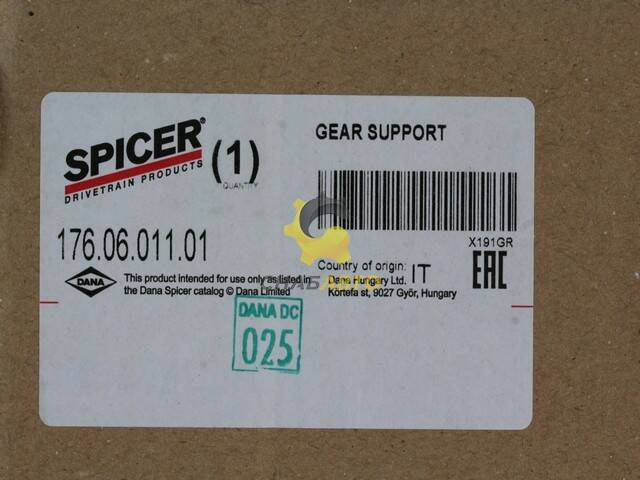 SPICER®
DRIVETRAIN PRODUCTS
(1)
QUANTITY
GEAR SUPPORT
X191GR
176.06.011.01
DANA
This product intended for use only as listed in
the Dana Spicer catalog © Dana Limited
Country of origin: IT
Dana Hungary Ltd.
Körtefa st, 9027 Györ, Hungary
EAC
DANA DC
025